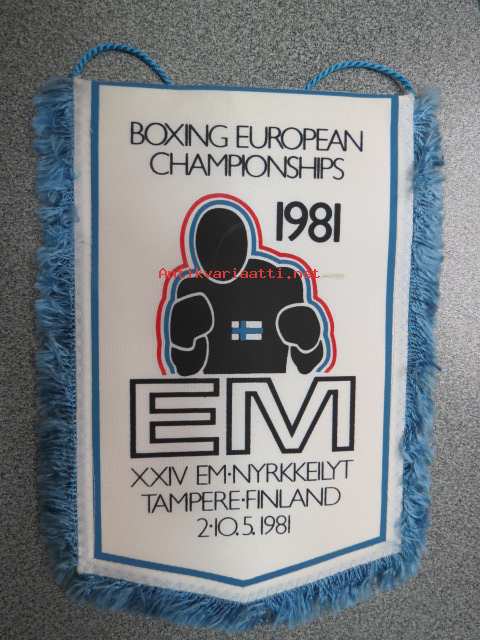 BOXING EUROPEAN
CHAMPIONSHIPS
1981
Antikvariaatti.net
EM
XXIV EM·NYRKKEILYT
TAMPERE·FINLAND
2·10.5.1981